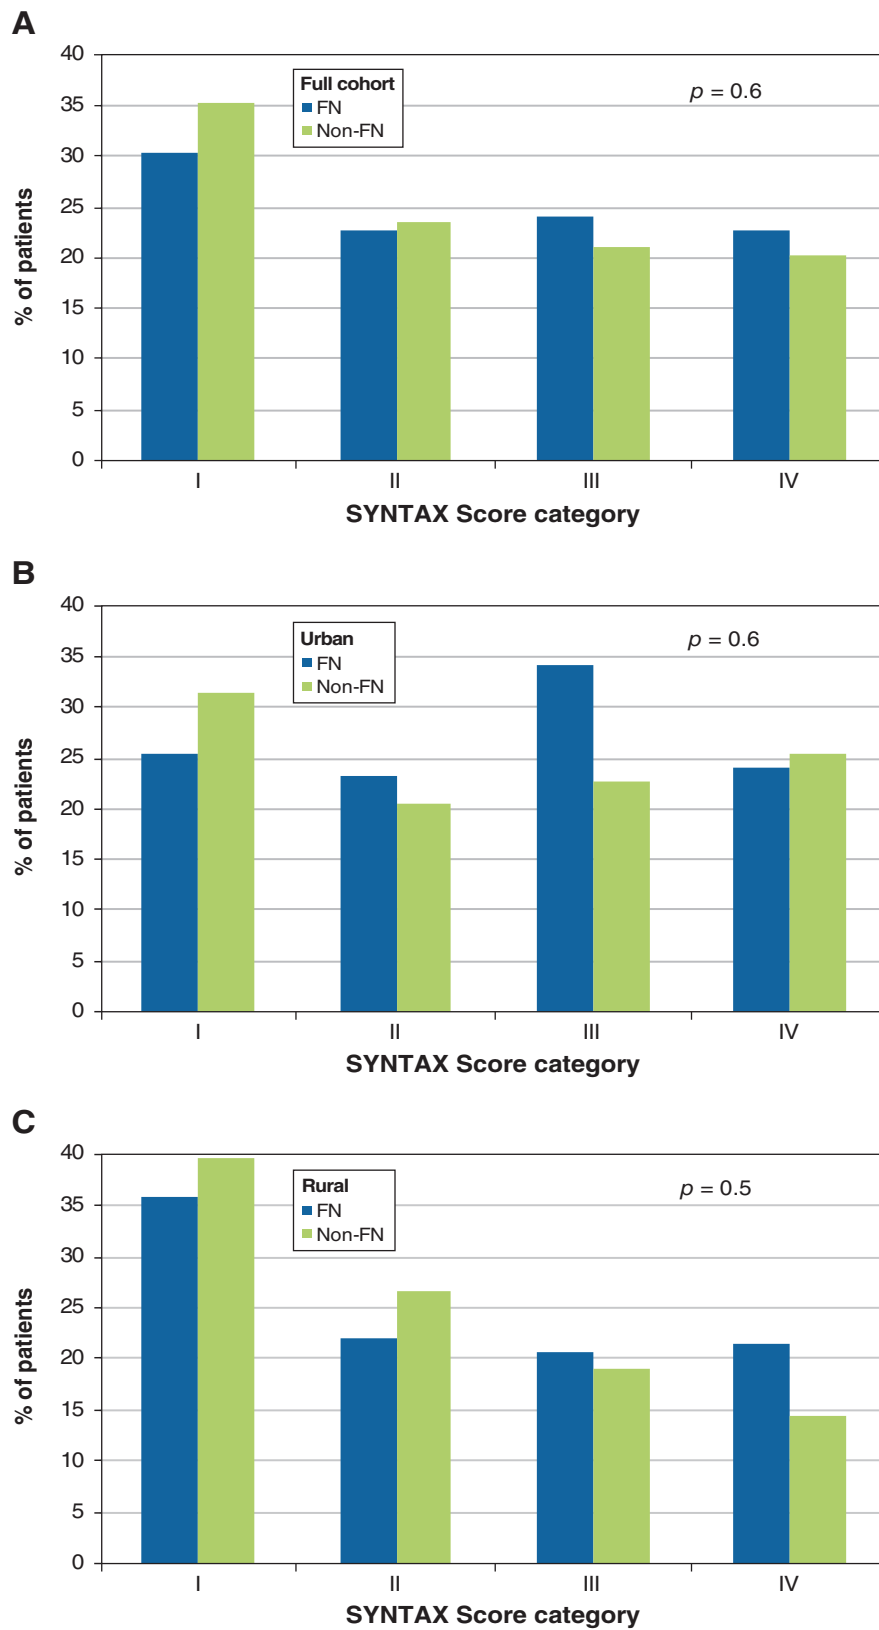 A
40
35
30
25
20
15
10
5
0
% of patients
Full cohort
FN
Non-FN
p = 0.6
I II III IV
SYNTAX Score category
B
40
35
30
25
20
15
10
5
0
% of patients
Urban
FN
Non-FN
p = 0.6
I II III IV
SYNTAX Score category
C
40
35
30
25
20
15
10
5
0
% of patients
Rural
FN
Non-FN
p = 0.5
I II III IV
SYNTAX Score category